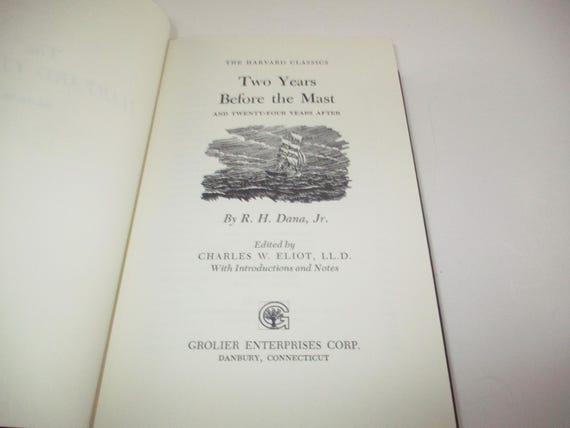 THE HARVARD CLASSICS
Two Years
Before the Mast
AND TWENTY-FOUR YEARS AFTER
By R. H. Dana, Jr.
Edited by
CHARLES W. ELIOT, LL.D.
With Introductions and Notes
G
GROLIER ENTERPRISES CORP.
DANBURY, CONNECTICUT